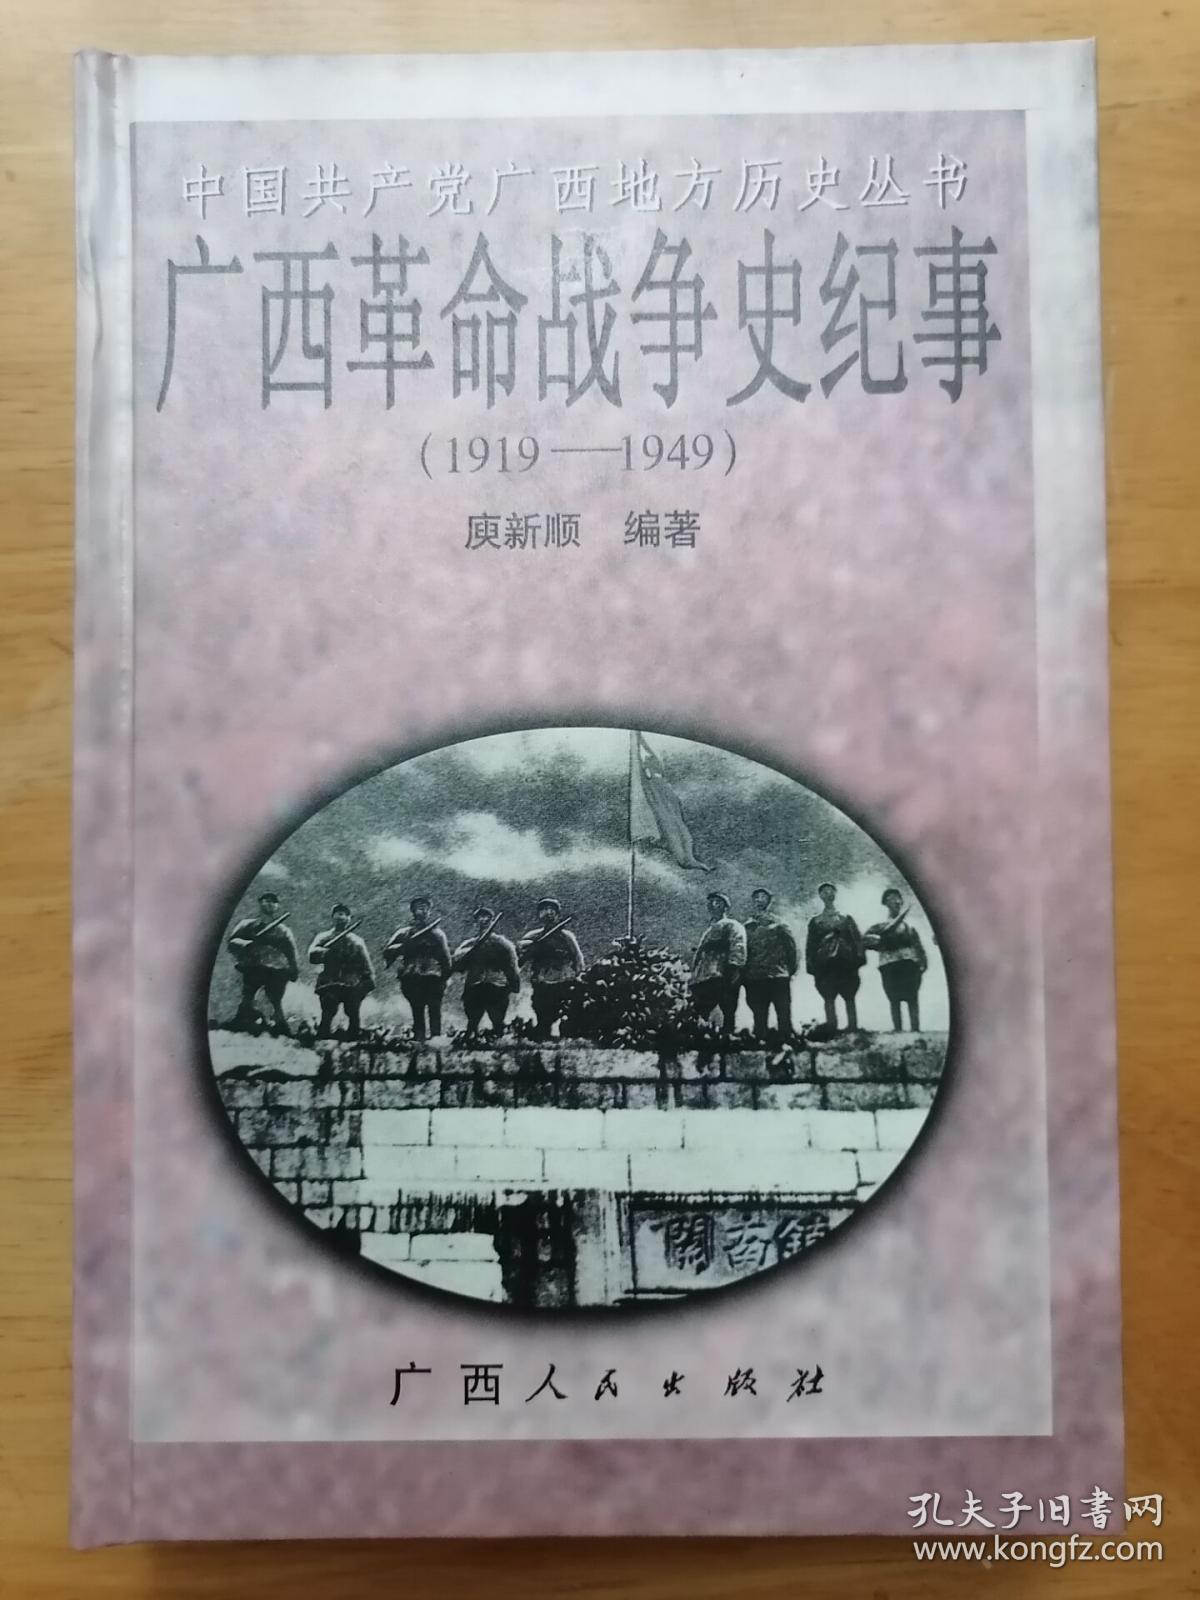 中国共产党广西地方历史丛书
广西革命战争史纪事
(1919——1949)
庾新顺 编著
關南鎮
广西人民出版社
孔夫子旧书网
www.kongfz.com